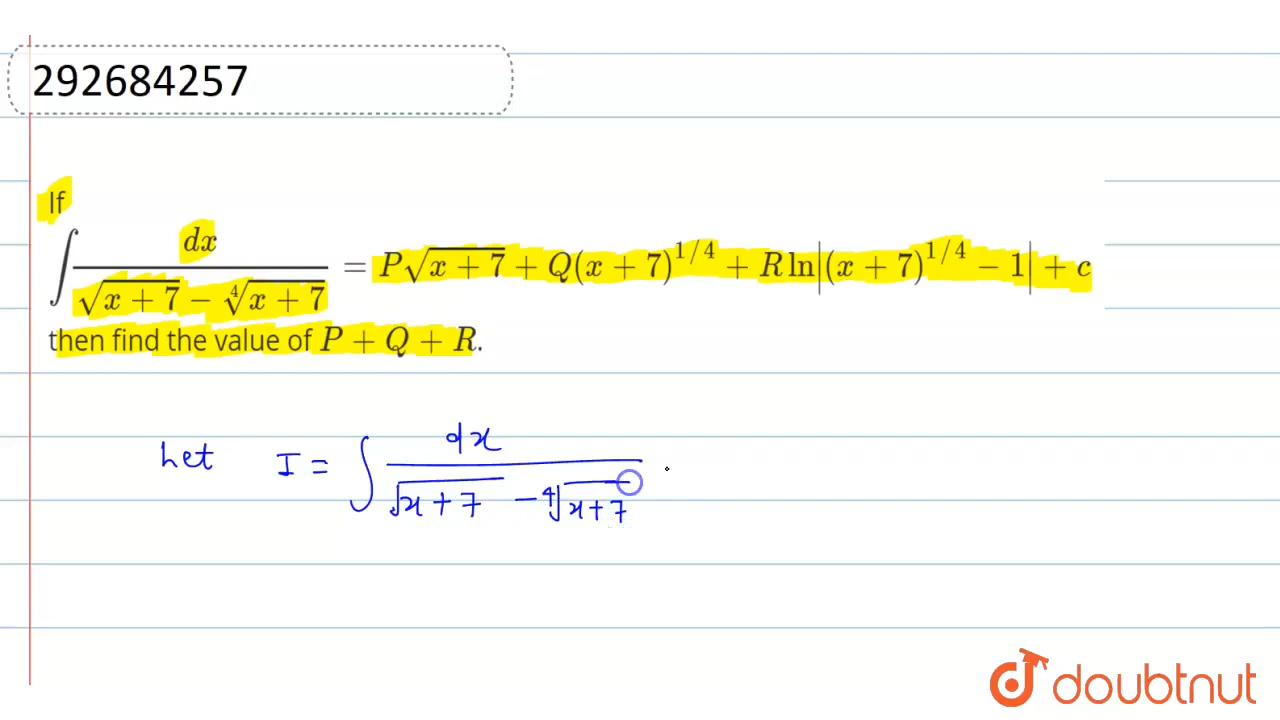 292684257
If
∫ dx / (√(x + 7) − ∜(x + 7)) = P√(x + 7) + Q(x + 7)^{1/4} + R ln|(x + 7)^{1/4} − 1| + c
then find the value of P + Q + R.
Let I = ∫ dx / (√(x+7) − ∜(x+7))
doubtnut